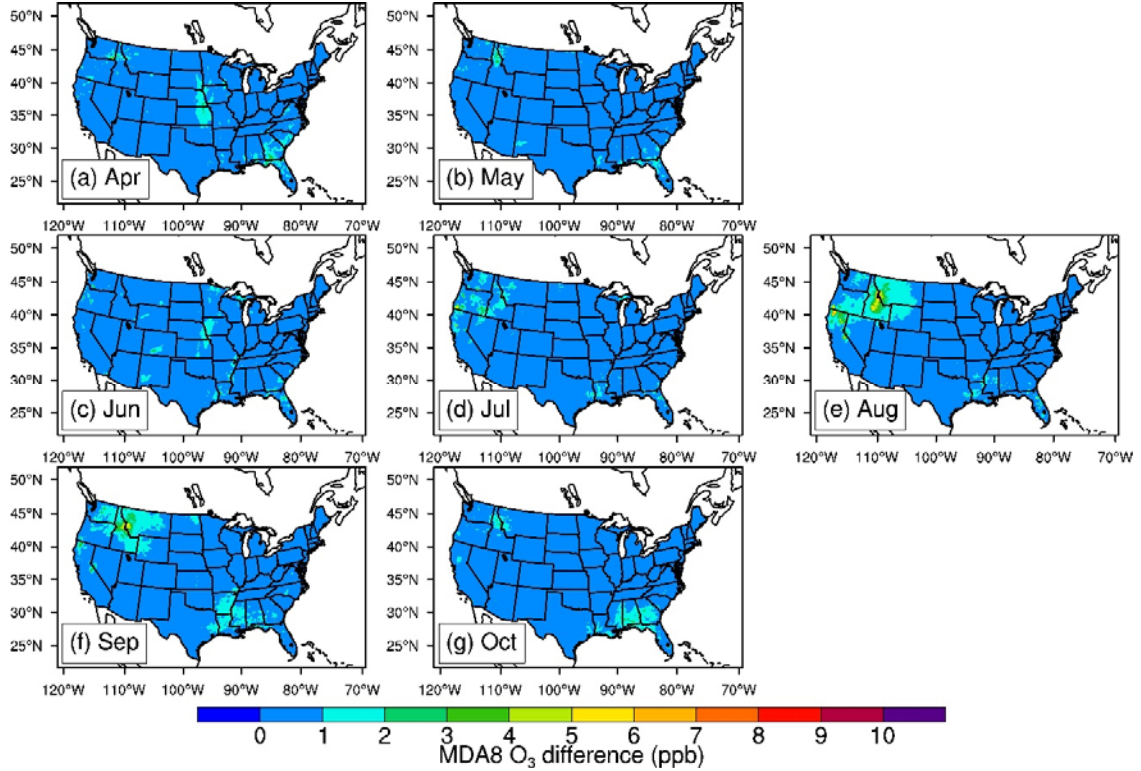 50°N
45°N
40°N
35°N
30°N
25°N
(a) Apr
(b) May
50°N
45°N
40°N
35°N
30°N
25°N
120°W 110°W 100°W 90°W 80°W 70°W
120°W 110°W 100°W 90°W 80°W 70°W
50°N
45°N
40°N
35°N
30°N
25°N
(c) Jun
50°N
45°N
40°N
35°N
30°N
25°N
(d) Jul
50°N
45°N
40°N
35°N
30°N
25°N
(e) Aug
120°W 110°W 100°W 90°W 80°W 70°W
120°W 110°W 100°W 90°W 80°W 70°W
120°W 110°W 100°W 90°W 80°W 70°W
50°N
45°N
40°N
35°N
30°N
25°N
(f) Sep
50°N
45°N
40°N
35°N
30°N
25°N
(g) Oct
120°W 110°W 100°W 90°W 80°W 70°W
120°W 110°W 100°W 90°W 80°W 70°W
0 1 2 3 4 5 6 7 8 9 10
MDA8 O₃ difference (ppb)